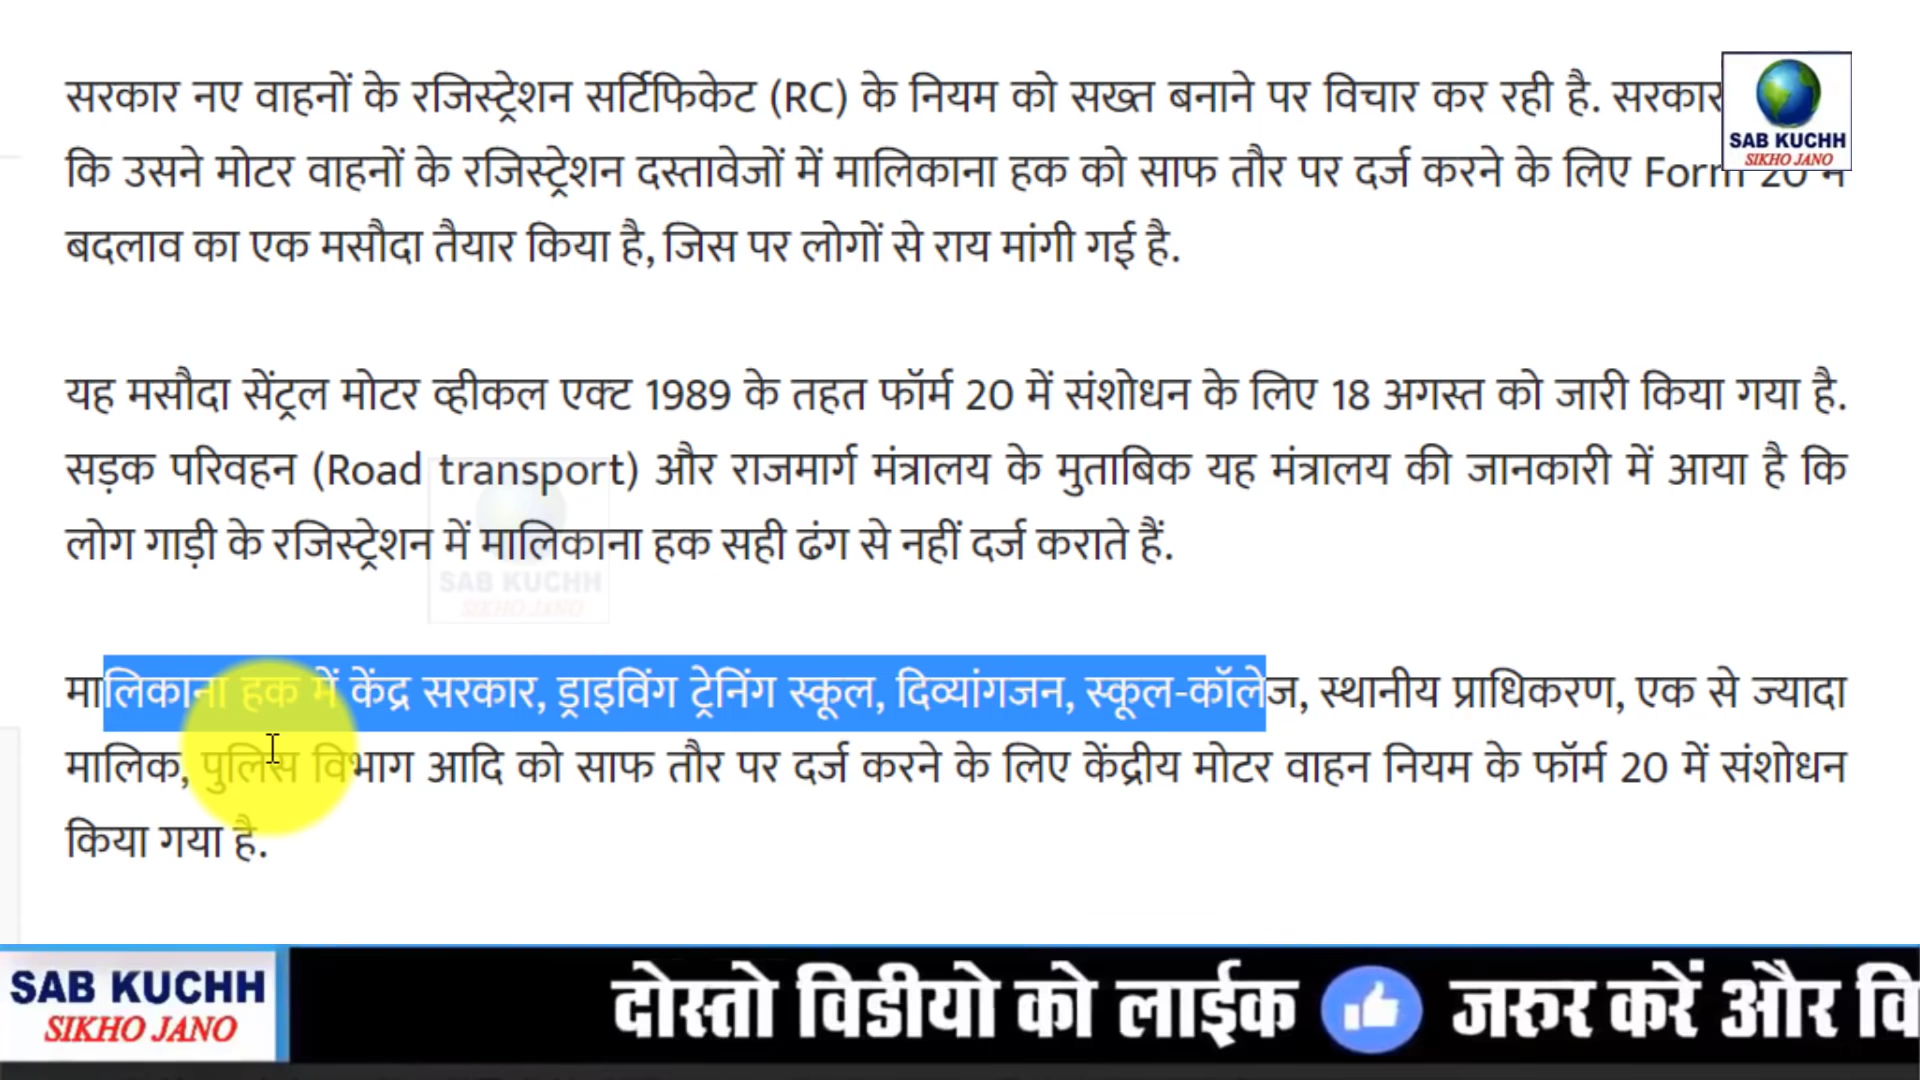 सरकार नए वाहनों के रजिस्ट्रेशन सर्टिफिकेट (RC) के नियम को सख्त बनाने पर विचार कर रही है. सरकार
SAB KUCHH
SIKHO JANO
कि उसने मोटर वाहनों के रजिस्ट्रेशन दस्तावेजों में मालिकाना हक को साफ तौर पर दर्ज करने के लिए Form 20 में
बदलाव का एक मसौदा तैयार किया है, जिस पर लोगों से राय मांगी गई है.
यह मसौदा सेंट्रल मोटर व्हीकल एक्ट 1989 के तहत फॉर्म 20 में संशोधन के लिए 18 अगस्त को जारी किया गया है.
सड़क परिवहन (Road transport) और राजमार्ग मंत्रालय के मुताबिक यह मंत्रालय की जानकारी में आया है कि
लोग गाड़ी के रजिस्ट्रेशन में मालिकाना हक सही ढंग से नहीं दर्ज कराते हैं.
SAB KUCHH
SIKHO JANO
मालिकाना हक में केंद्र सरकार, ड्राइविंग ट्रेनिंग स्कूल, दिव्यांगजन, स्कूल-कॉलेज, स्थानीय प्राधिकरण, एक से ज्यादा
मालिक, पुलिस विभाग आदि को साफ तौर पर दर्ज करने के लिए केंद्रीय मोटर वाहन नियम के फॉर्म 20 में संशोधन
किया गया है.
SAB KUCHH
SIKHO JANO
दोस्तो विडीयो को लाईक जरुर करें और वि